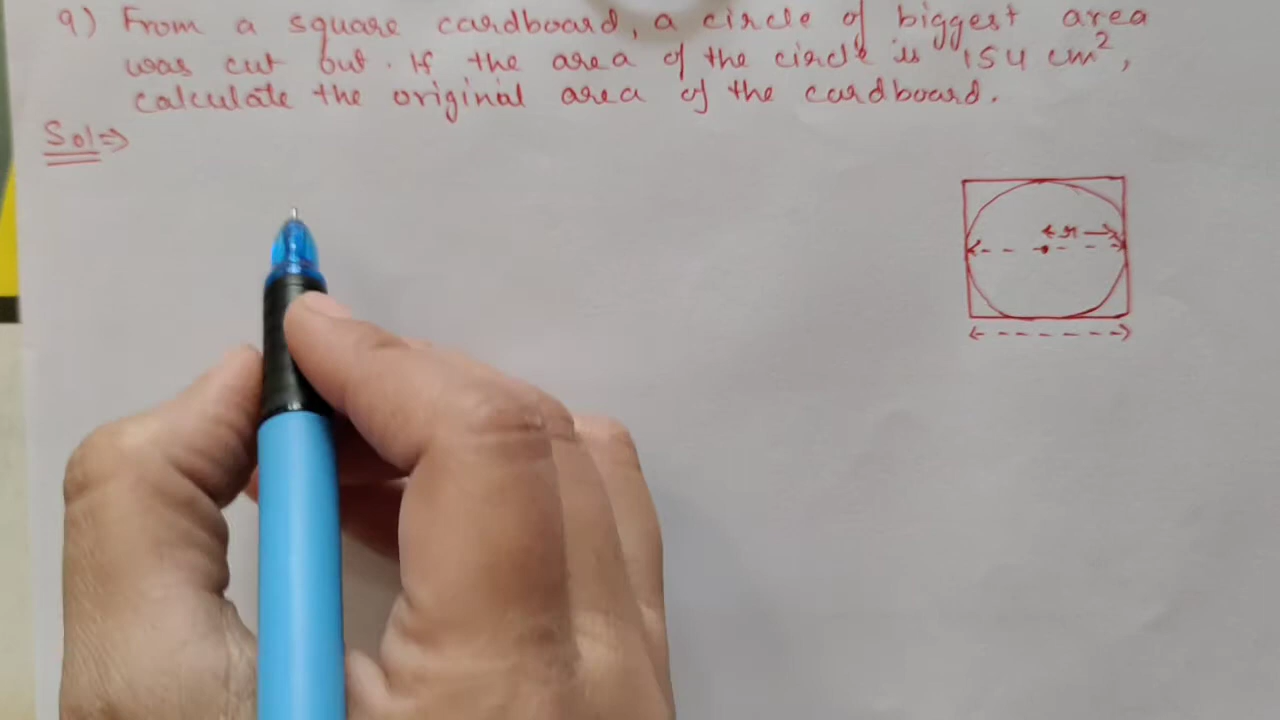 9) From a square cardboard, a circle of biggest area
was cut out. If the area of the circle is 154 cm²,
calculate the original area of the cardboard.
Sol⇒
r